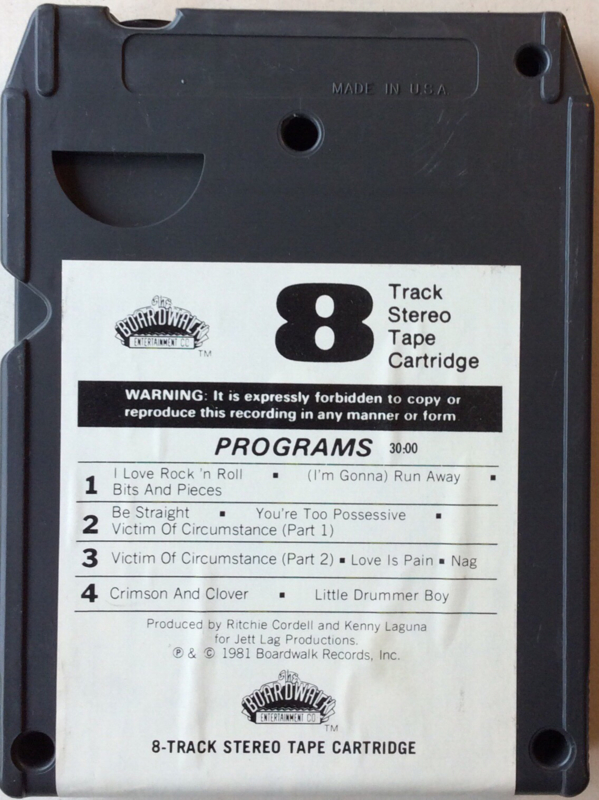 MADE IN U.S.A
The
BOARDWALK
ENTERTAINMENT CO.
TM
8
Track
Stereo
Tape
Cartridge
WARNING: It is expressly forbidden to copy or
reproduce this recording in any manner or form
PROGRAMS 30:00
1 I Love Rock 'n Roll ▪ (I'm Gonna) Run Away ▪
Bits And Pieces
2 Be Straight ▪ You're Too Possessive ▪
Victim Of Circumstance (Part 1)
3 Victim Of Circumstance (Part 2) ▪ Love Is Pain ▪ Nag
4 Crimson And Clover ▪ Little Drummer Boy
Produced by Ritchie Cordell and Kenny Laguna
for Jett Lag Productions.
℗ & © 1981 Boardwalk Records, Inc.
The
BOARDWALK
ENTERTAINMENT CO.
TM
8-TRACK STEREO TAPE CARTRIDGE